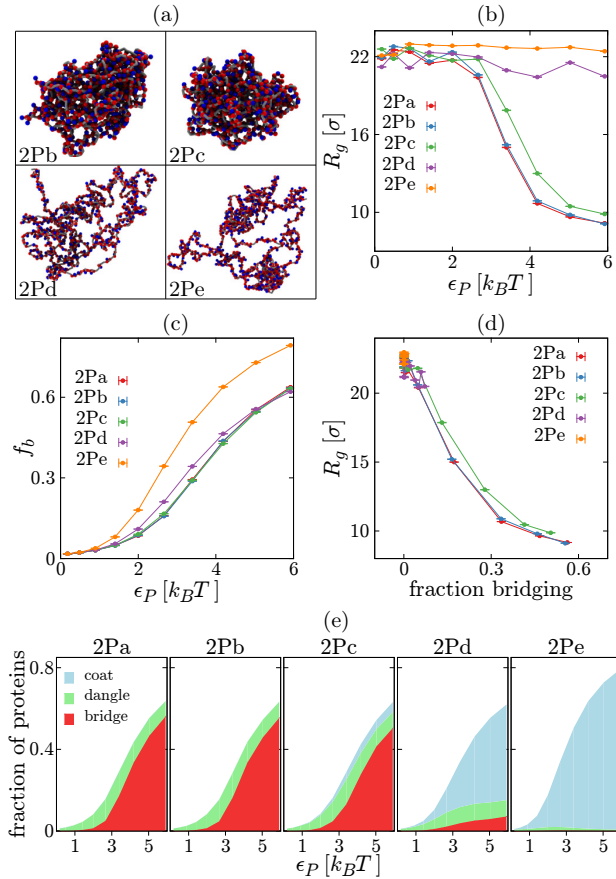 (a)
2Pb
2Pc
2Pd
2Pe
(b)
22
16
10
R_g [σ]
2Pa
2Pb
2Pc
2Pd
2Pe
0 2 4 6
ϵ_P [k_BT]
(c)
0.6
0.3
0
f_b
2Pa
2Pb
2Pc
2Pd
2Pe
0 2 4 6
ϵ_P [k_BT]
(d)
22
16
10
R_g [σ]
2Pa
2Pb
2Pc
2Pd
2Pe
0 0.3 0.6
fraction bridging
(e)
2Pa 2Pb 2Pc 2Pd 2Pe
0.8
0.4
0
fraction of proteins
coat
dangle
bridge
1 3 5 1 3 5 1 3 5 1 3 5 1 3 5
ϵ_P [k_BT]